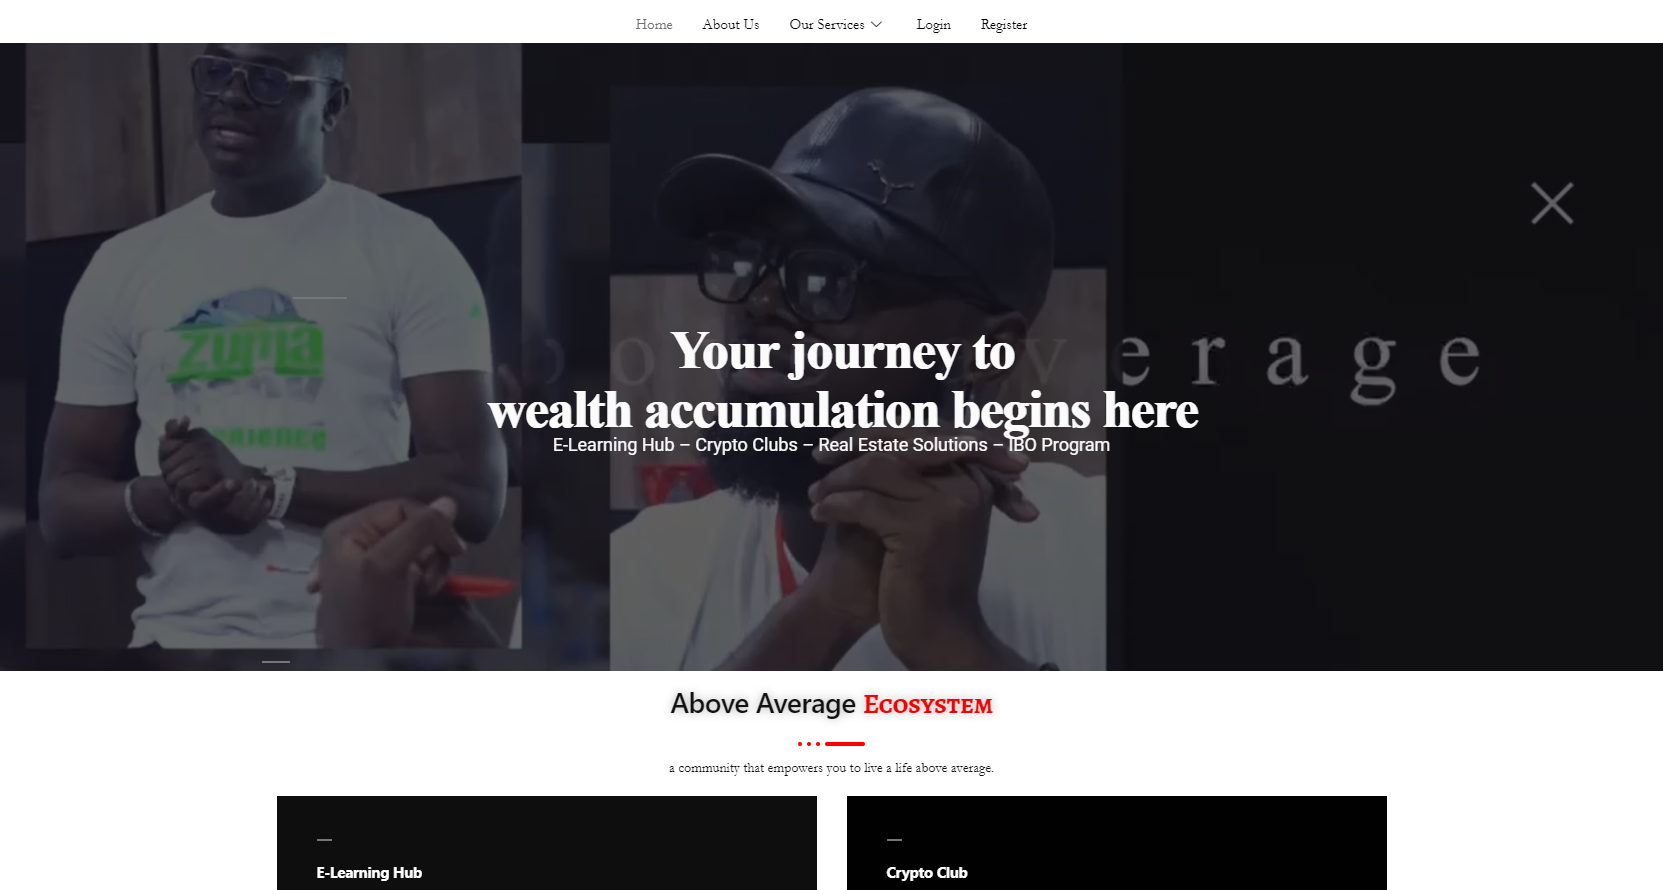 Home About Us Our Services Login Register
zuma
verage
Your journey to
wealth accumulation begins here
E-Learning Hub – Crypto Clubs – Real Estate Solutions – IBO Program
Above Average Ecosystem
a community that empowers you to live a life above average.
E-Learning Hub Crypto Club